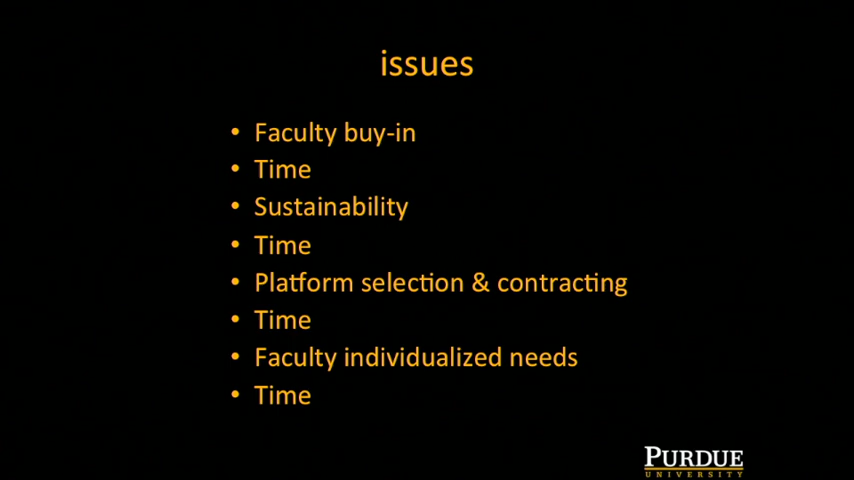 issues
• Faculty buy-in
• Time
• Sustainability
• Time
• Platform selection & contracting
• Time
• Faculty individualized needs
• Time
PURDUE
UNIVERSITY